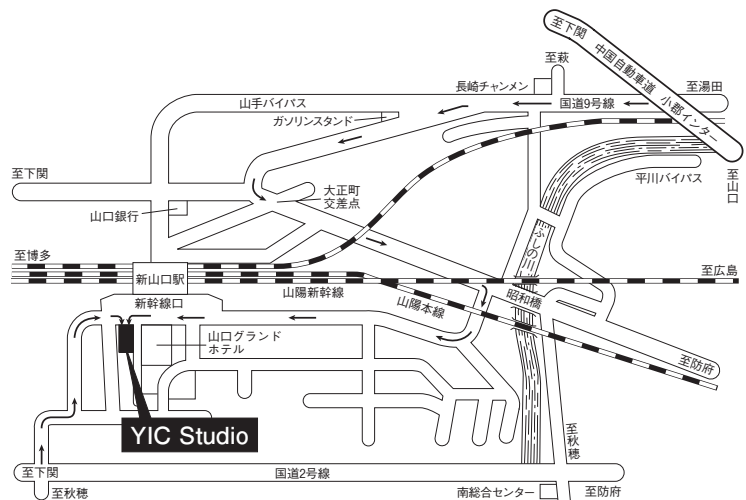 至下関 中国自動車道 小郡インター
至萩
長崎チャンメン
至湯田
山手バイパス
国道9号線
ガソリンスタンド
至下関
大正町
交差点
平川バイパス
至山口
山口銀行
ふしの川
至博多
至広島
新山口駅
山陽新幹線
昭和橋
新幹線口
山陽本線
山口グランド
ホテル
至防府
YIC Studio
至秋穂
至下関
国道2号線
至秋穂
南総合センター
至防府